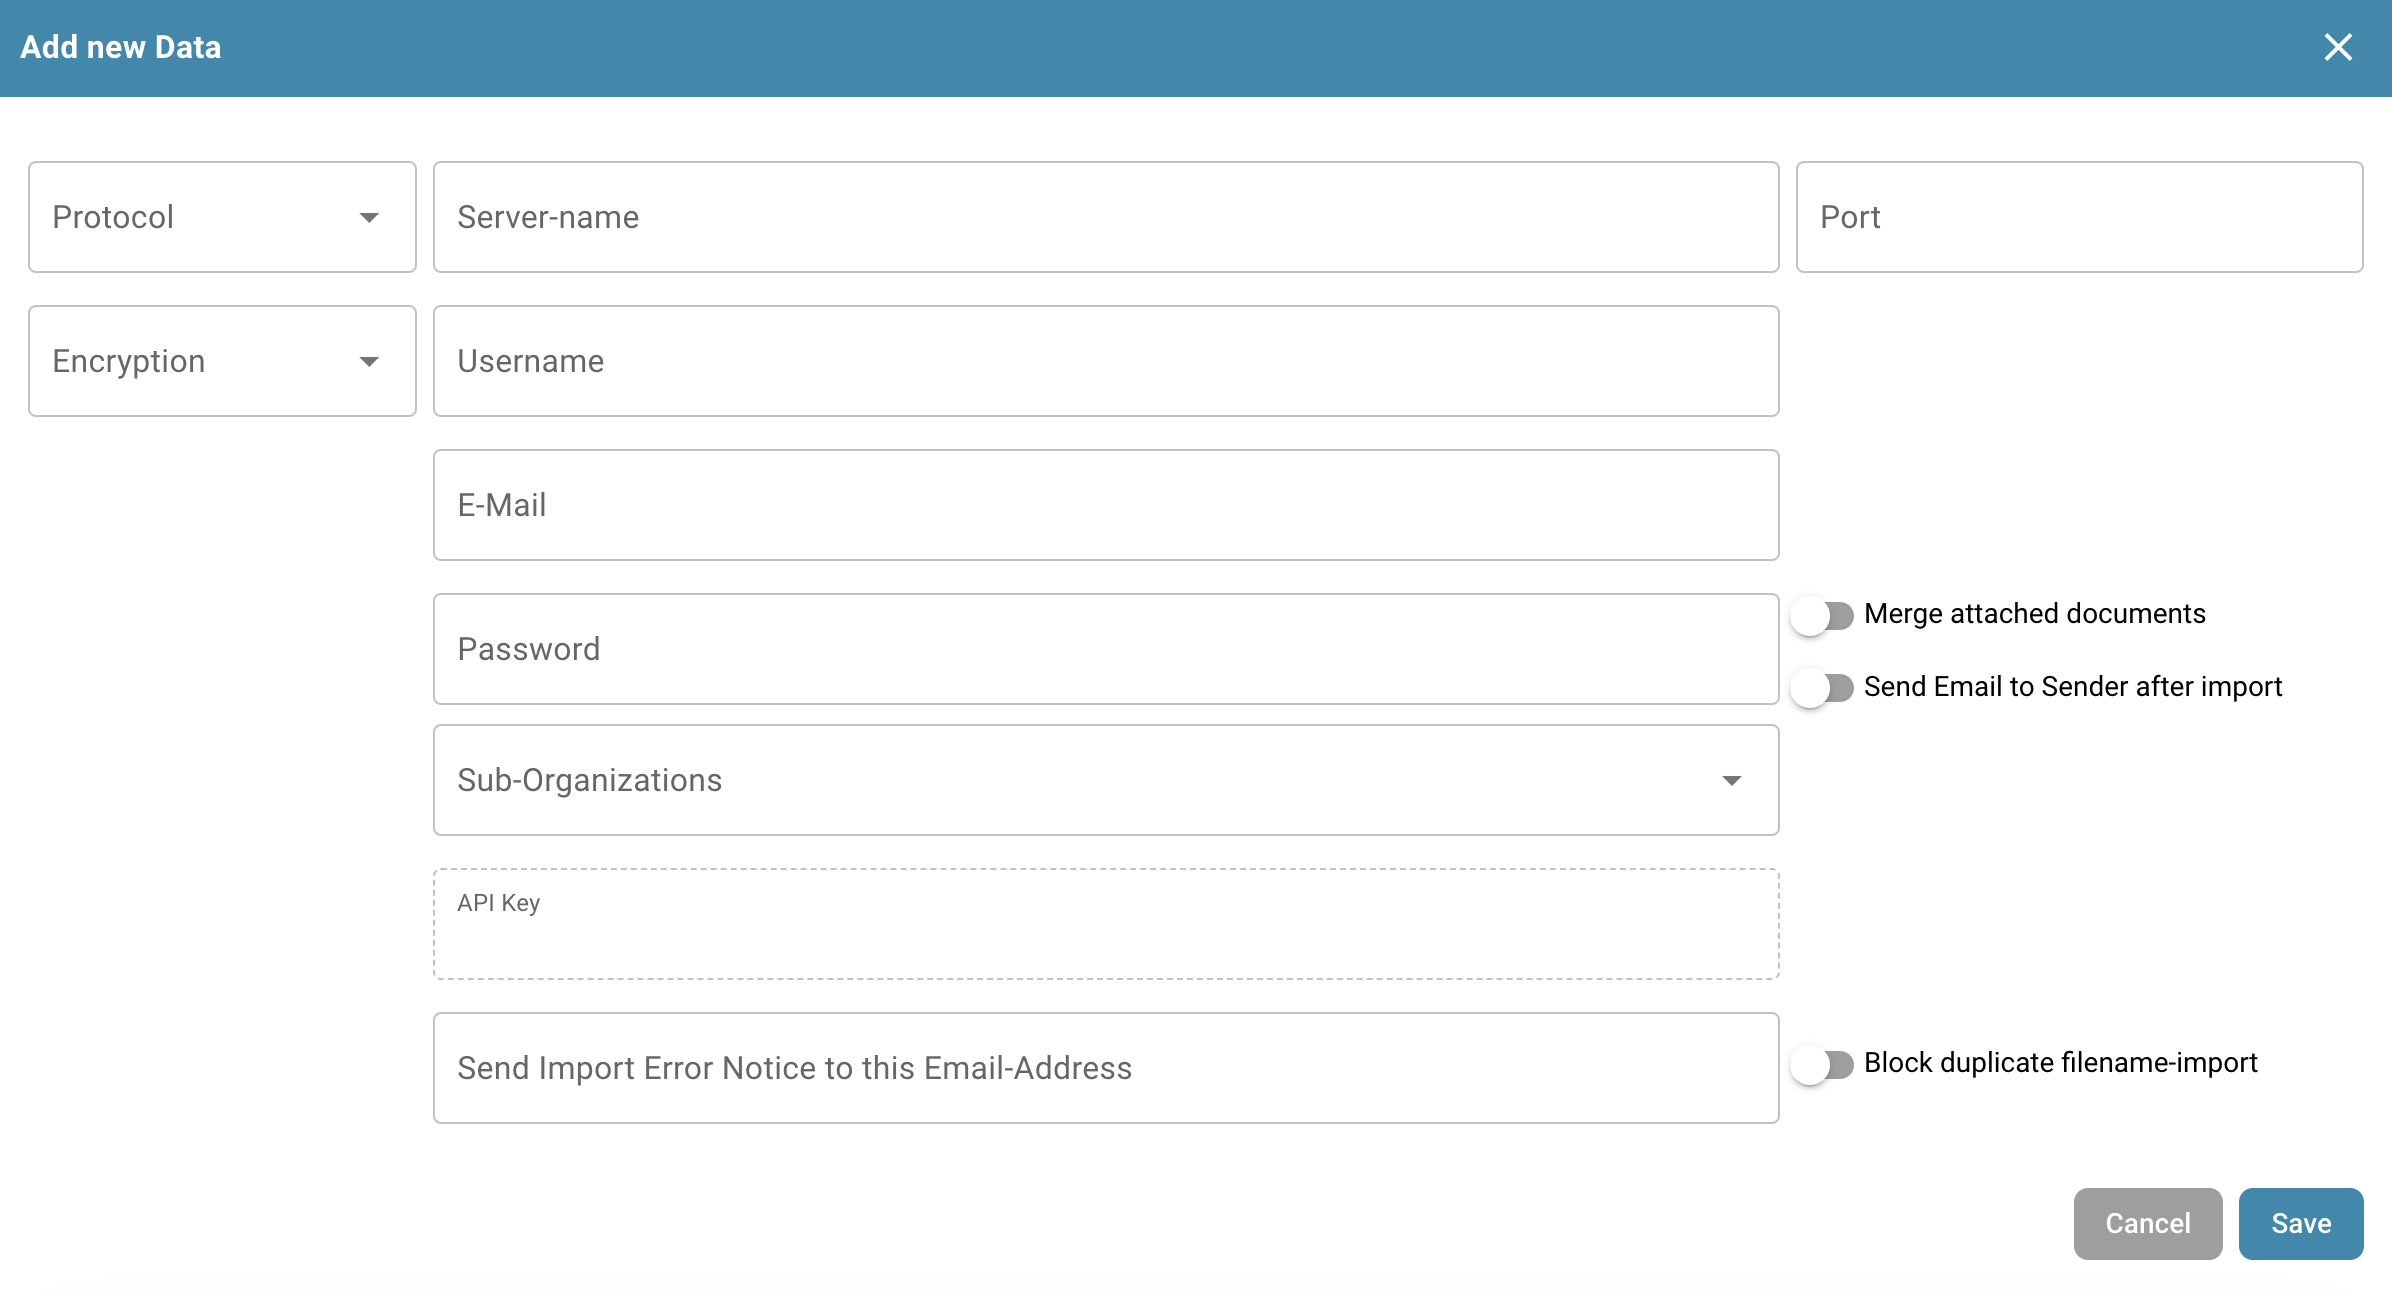 Add new Data
Protocol
Server-name
Port
Encryption
Username
E-Mail
Password
Merge attached documents
Send Email to Sender after import
Sub-Organizations
API Key
Send Import Error Notice to this Email-Address
Block duplicate filename-import
Cancel
Save